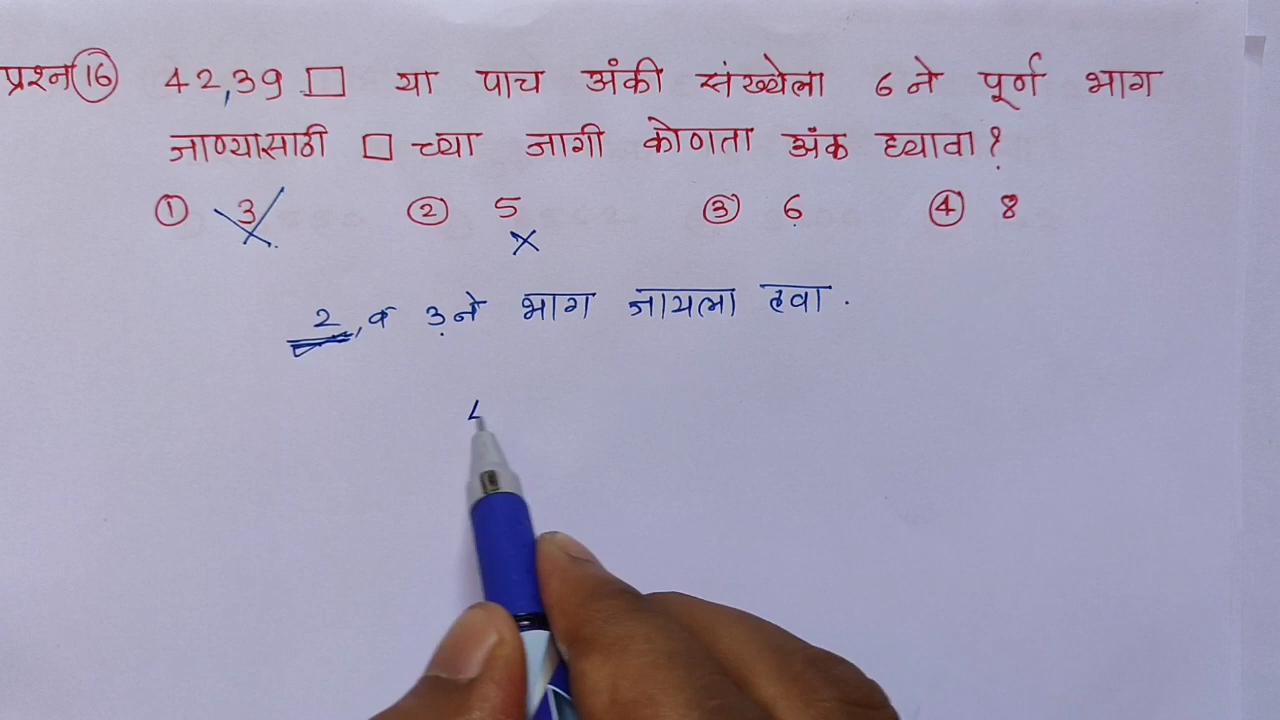 प्रश्न 16 42,39 □ या पाच अंकी संख्येला 6 ने पूर्ण भाग
जाण्यासाठी □ च्या जागी कोणता अंक घ्यावा?
① 3 ② 5 ③ 6 ④ 8
2, व 3 ने भाग जायला हवा.